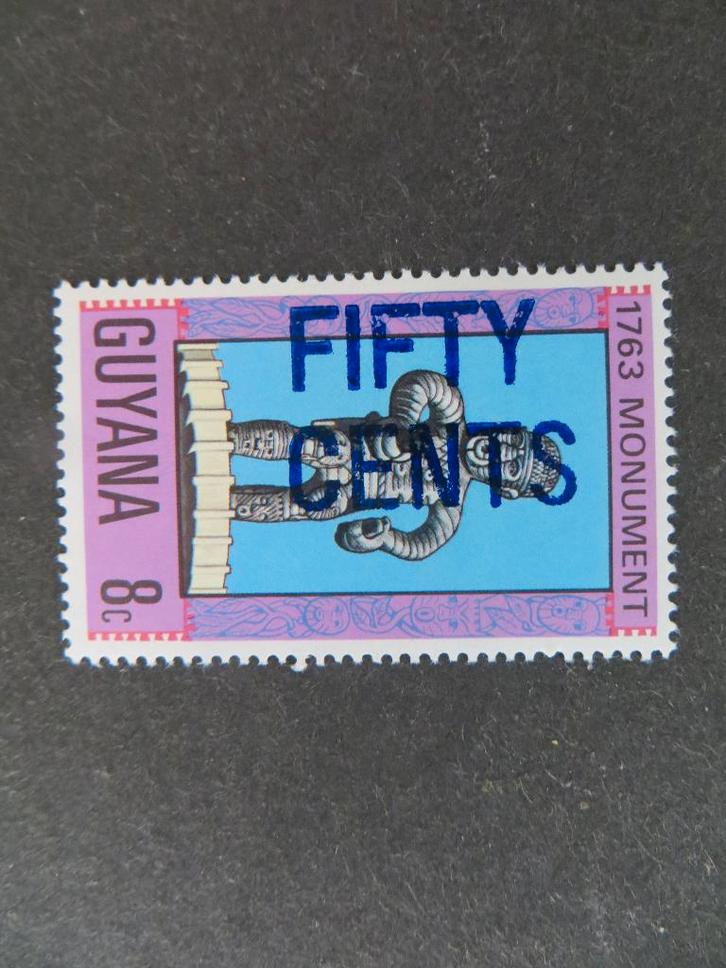 1763 MONUMENT
FIFTY
CENTS
GUYANA 8c